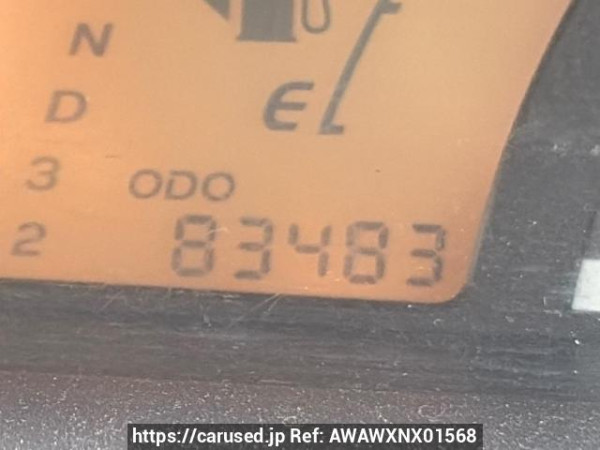 N
D
E
3
ODO
2
83483
https://carused.jp Ref: AWAWXNX01568